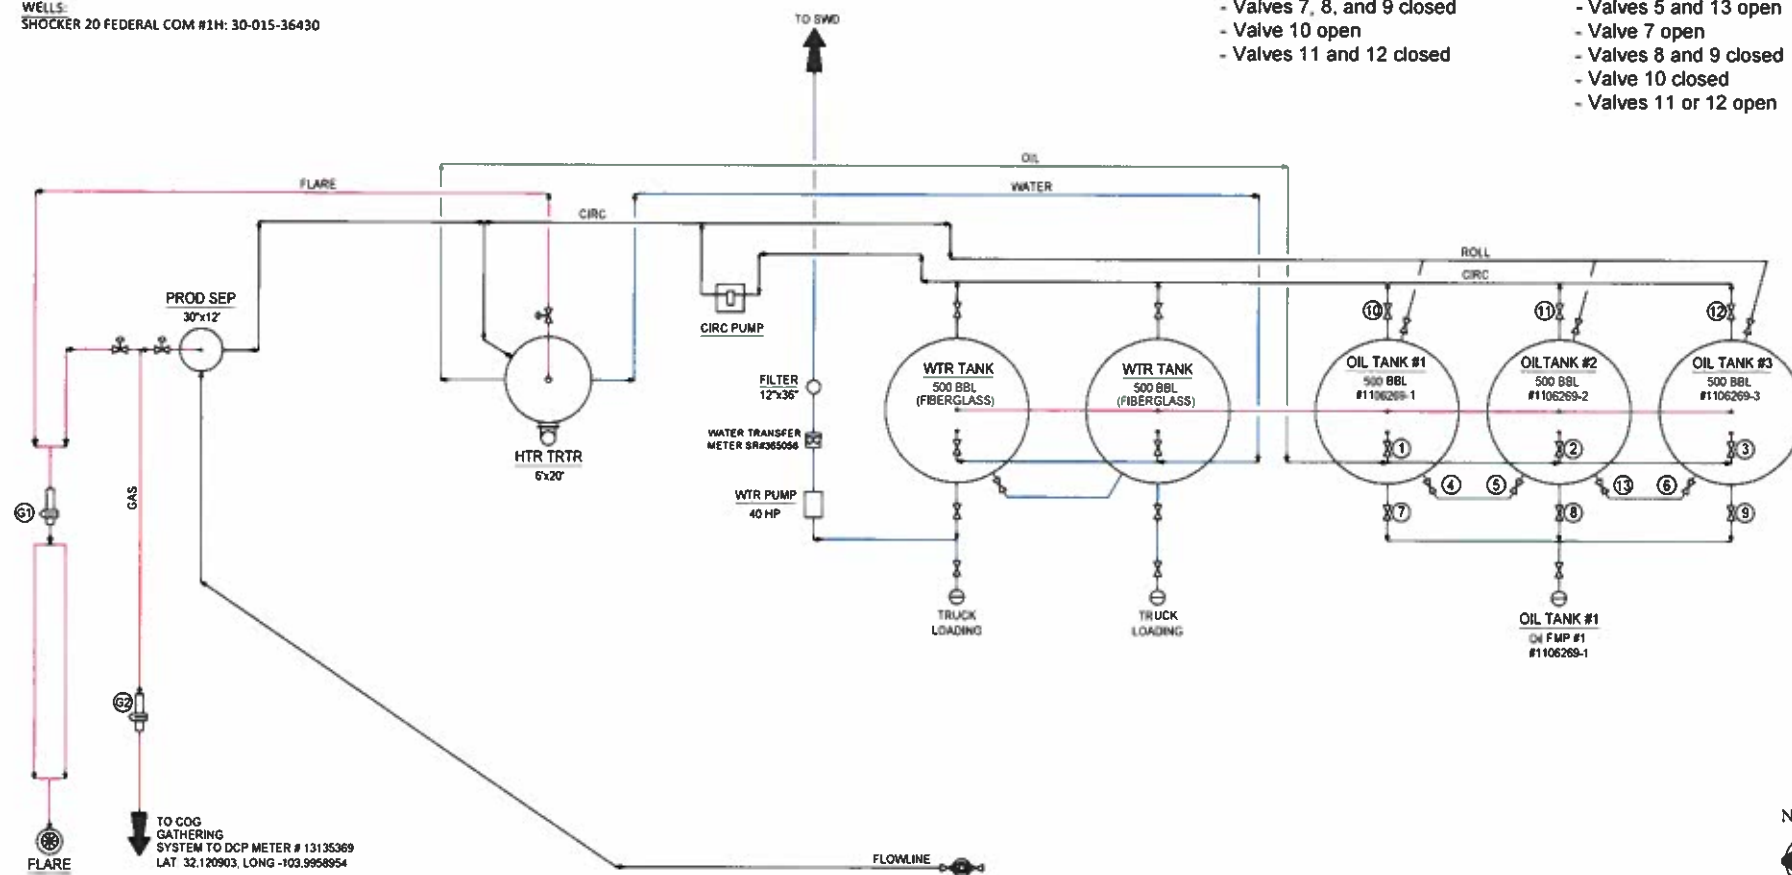 WELLS:
SHOCKER 20 FEDERAL COM #1H: 30-015-36430
TO SWD
- Valves 7, 8, and 9 closed
- Valve 10 open
- Valves 11 and 12 closed
- Valves 5 and 13 open
- Valve 7 open
- Valves 8 and 9 closed
- Valve 10 closed
- Valves 11 or 12 open
OIL
FLARE
WATER
CIRC
ROLL
CIRC
PROD SEP
30"x12'
CIRC PUMP
10
11
12
WTR TANK
500 BBL
(FIBERGLASS)
WTR TANK
500 BBL
(FIBERGLASS)
OIL TANK #1
500 BBL
#1106269-1
OIL TANK #2
500 BBL
#1106269-2
OIL TANK #3
500 BBL
#1106269-3
FILTER
12"x36"
WATER TRANSFER
METER SR#365056
HTR TRTR
6'x20'
WTR PUMP
40 HP
1
2
3
4
5
13
6
7
8
9
GAS
G1
G2
TRUCK
LOADING
TRUCK
LOADING
OIL TANK #1
Oil FMP #1
#1106269-1
TO COG
GATHERING
SYSTEM TO DCP METER # 13135369
LAT 32.120903, LONG -103.9958954
FLARE
FLOWLINE
N